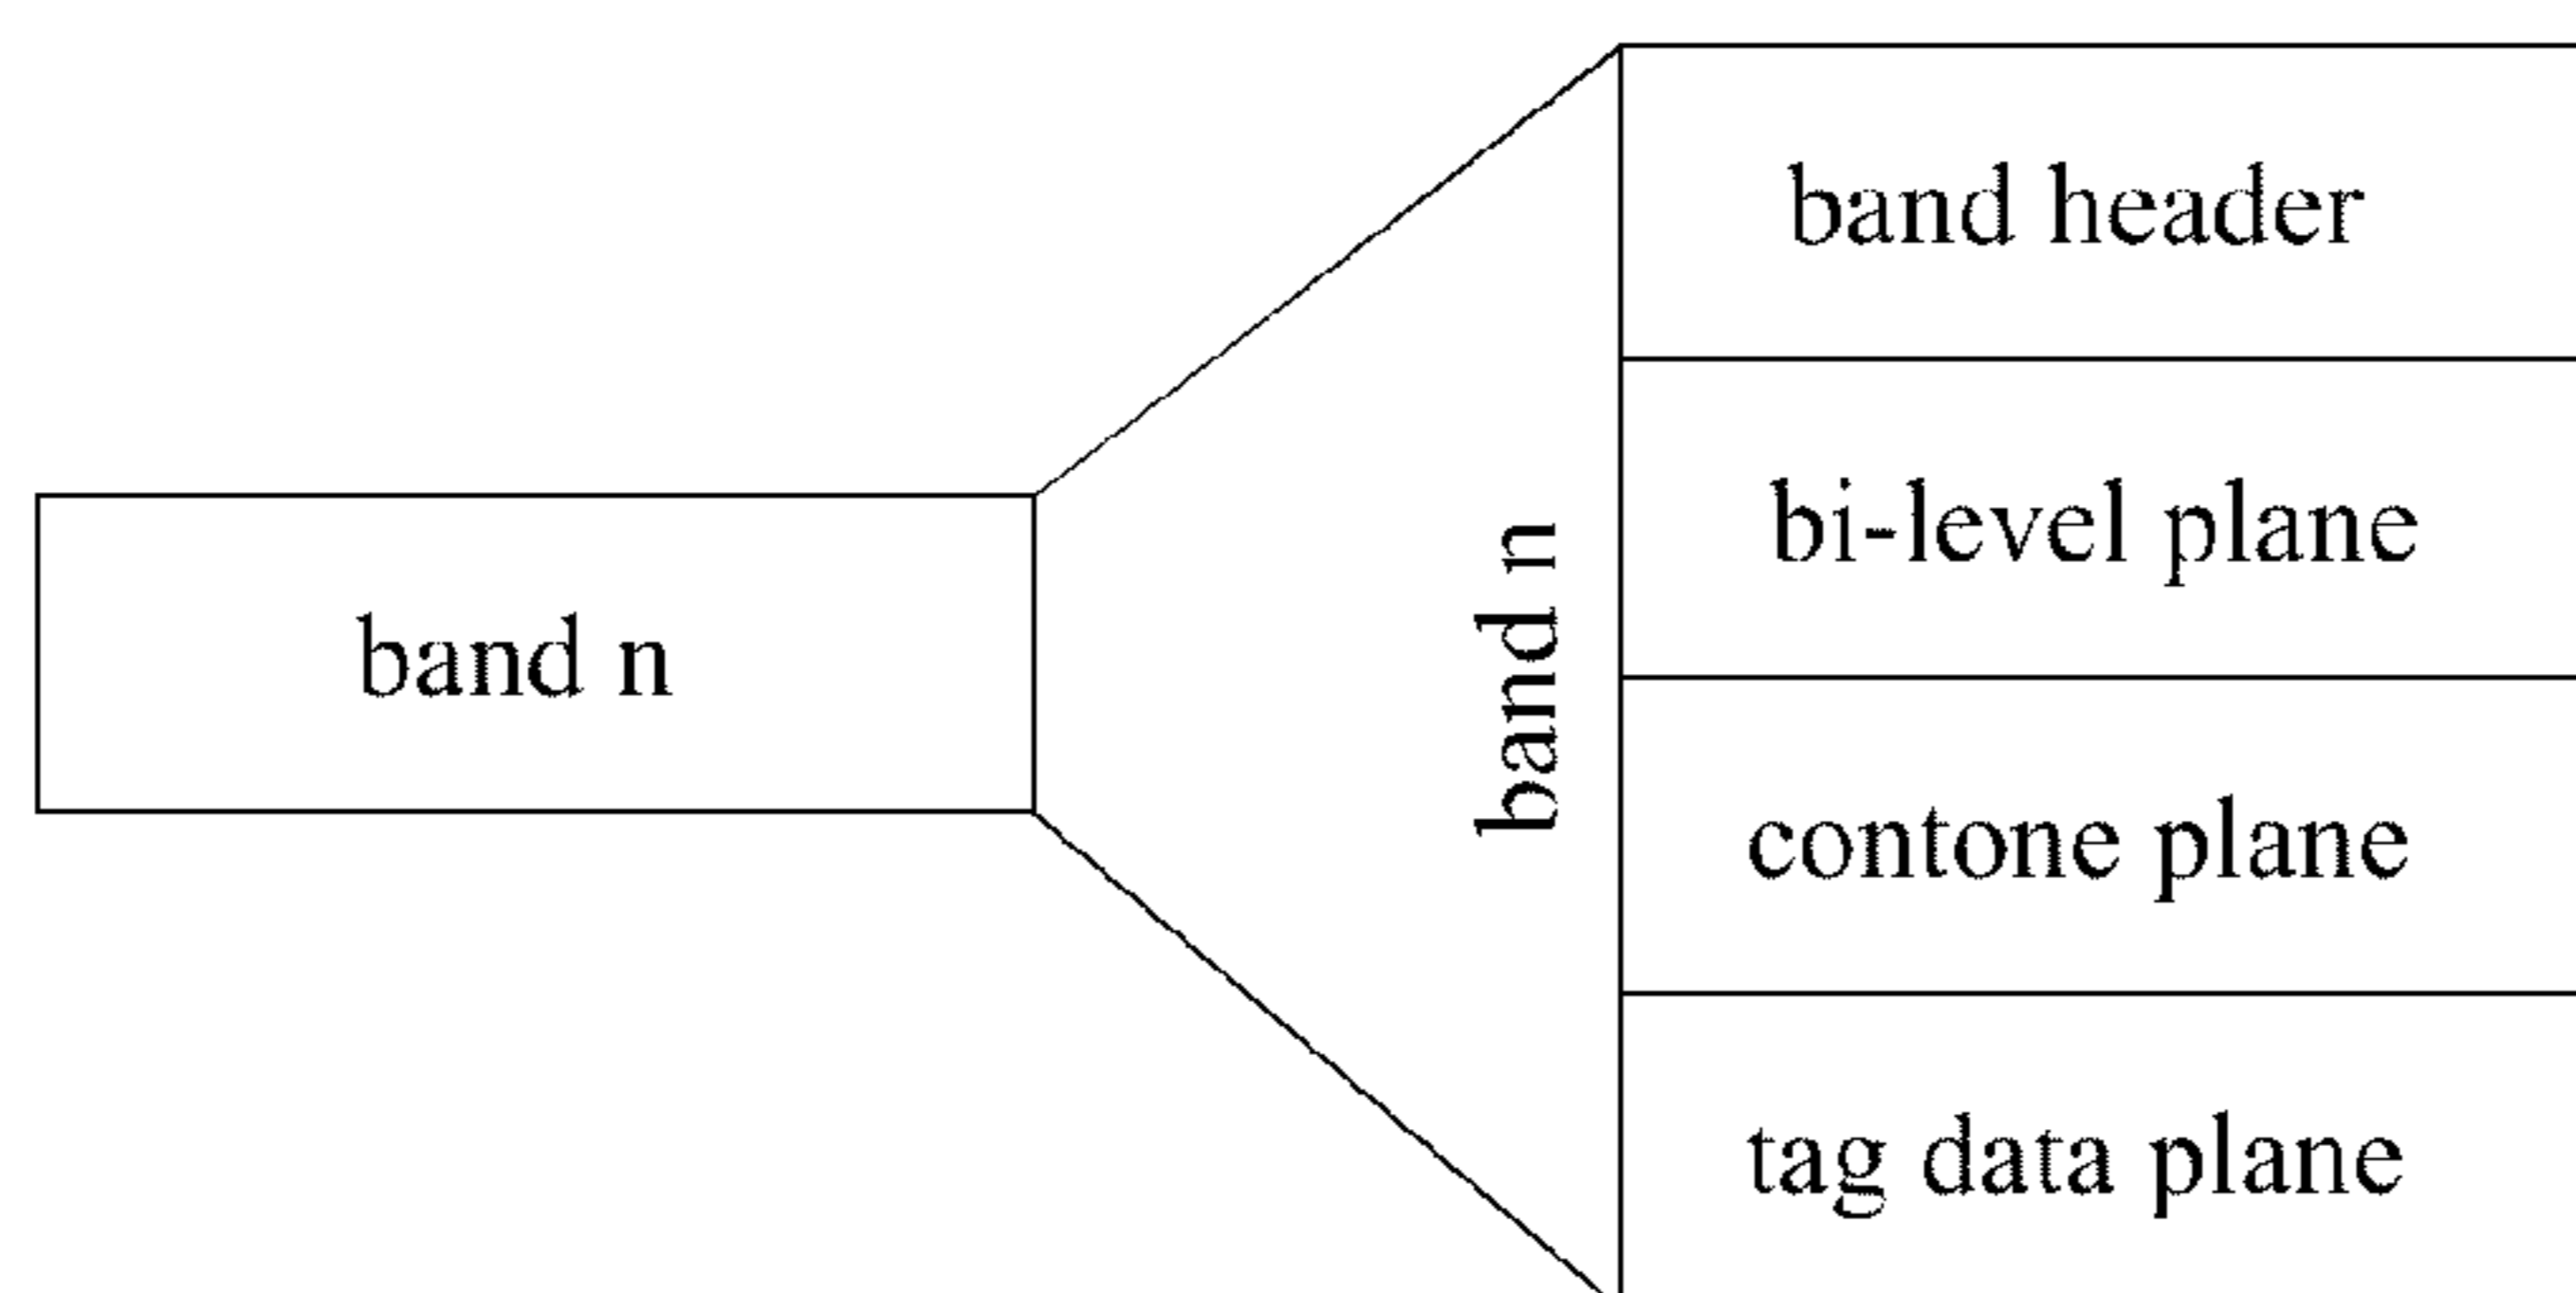 band n
band n
band header
bi-level plane
contone plane
tag data plane